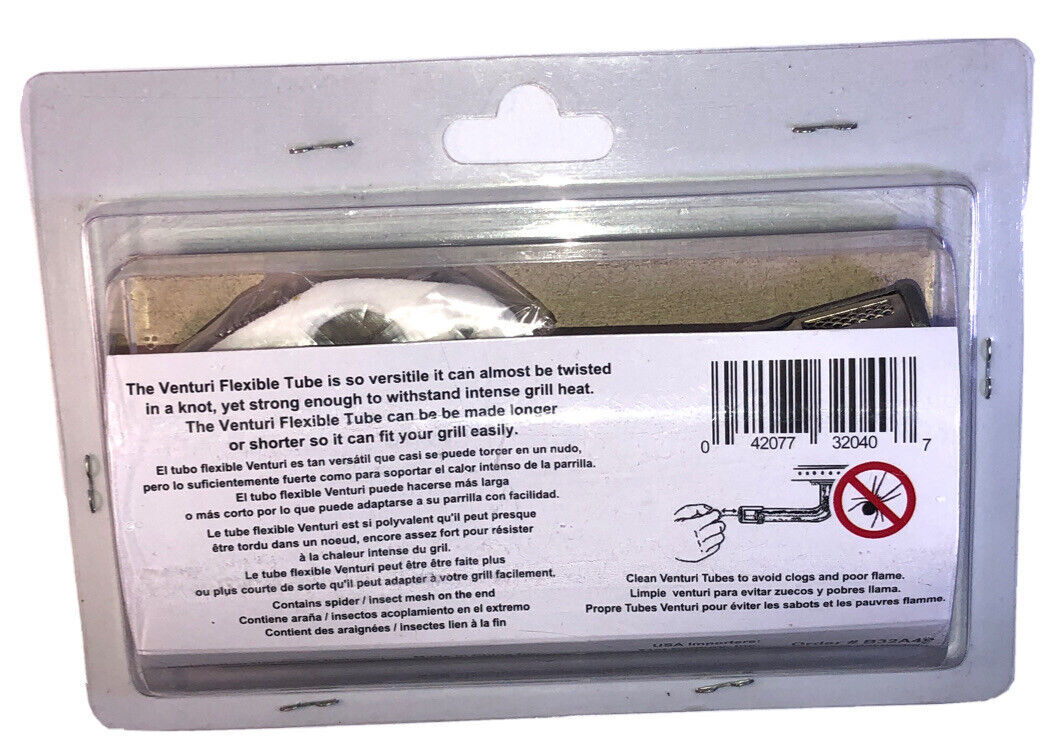 The Venturi Flexible Tube is so versitile it can almost be twisted
in a knot, yet strong enough to withstand intense grill heat.
The Venturi Flexible Tube can be be made longer
or shorter so it can fit your grill easily.
El tubo flexible Venturi es tan versátil que casi se puede torcer en un nudo,
pero lo suficientemente fuerte como para soportar el calor intenso de la parrilla.
El tubo flexible Venturi puede hacerse más larga
o más corto por lo que puede adaptarse a su parrilla con facilidad.
Le tube flexible Venturi est si polyvalent qu'il peut presque
être tordu dans un noeud, encore assez fort pour résister
à la chaleur intense du gril.
Le tube flexible Venturi peut être être faite plus
ou plus courte de sorte qu'il peut adapter à votre grill facilement.
Contains spider / insect mesh on the end
Contiene araña / insectos acoplamiento en el extremo
Contient des araignées / insectes lien à la fin
0 42077 32040 7
Clean Venturi Tubes to avoid clogs and poor flame.
Limpie venturi para evitar zuecos y pobres llama.
Propre Tubes Venturi pour éviter les sabots et les pauvres flamme.
USA Importers:
Order # B32A4